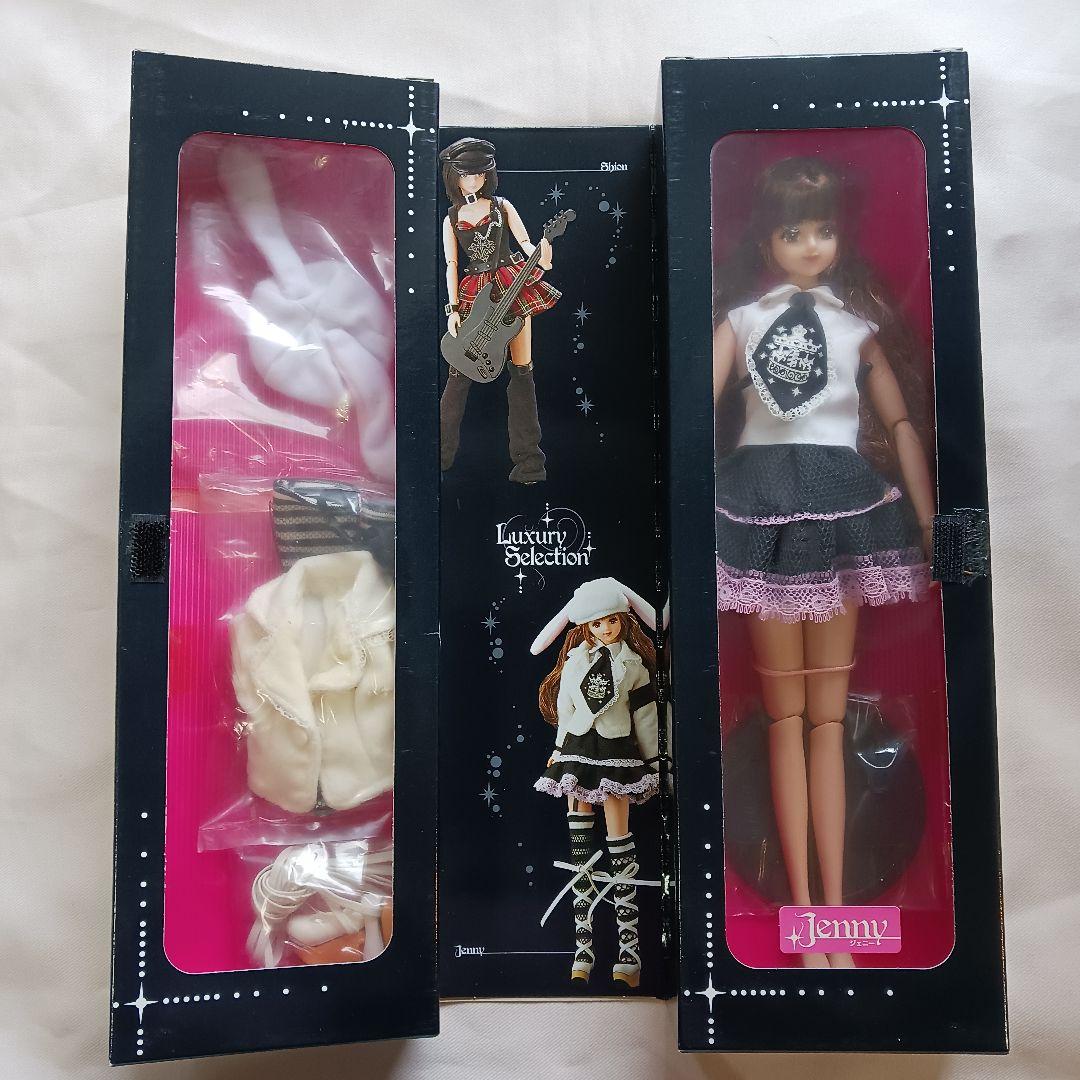 Shion
Luxury
Selection
Jenny
Jenny
ジェニー